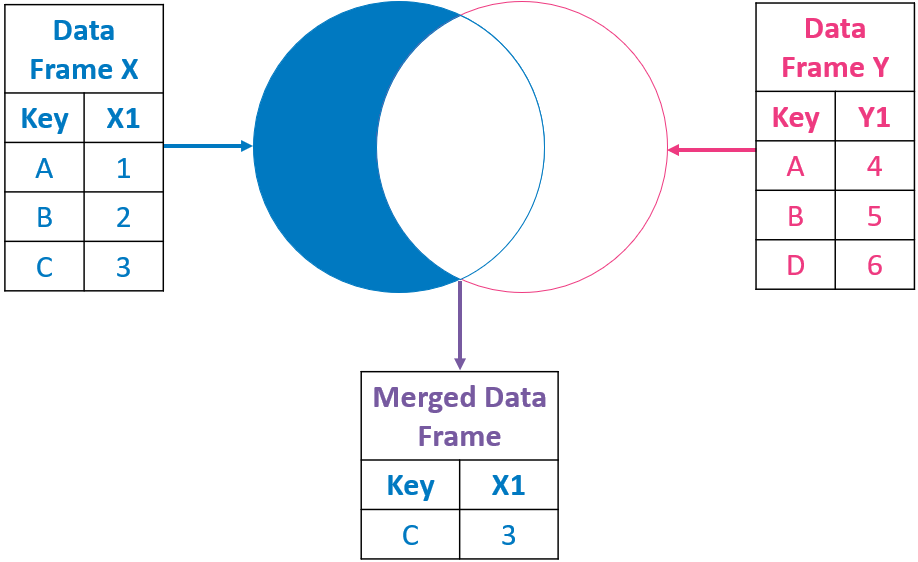 Data
Frame X
Key X1
A 1
B 2
C 3
Data
Frame Y
Key Y1
A 4
B 5
D 6
Merged Data
Frame
Key X1
C 3